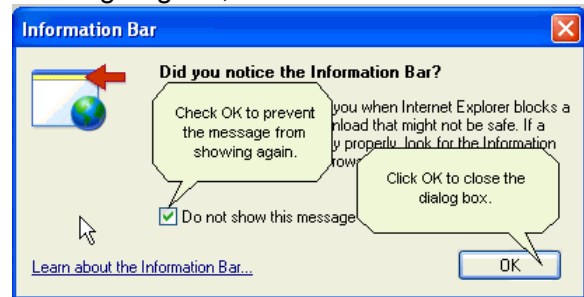 Information Bar
Did you notice the Information Bar?
you when Internet Explorer blocks a
nload that might not be safe. If a
y properly, look for the Information
rows
Check OK to prevent
the message from
showing again.
Click OK to close the
dialog box.
Do not show this message
Learn about the Information Bar...
OK